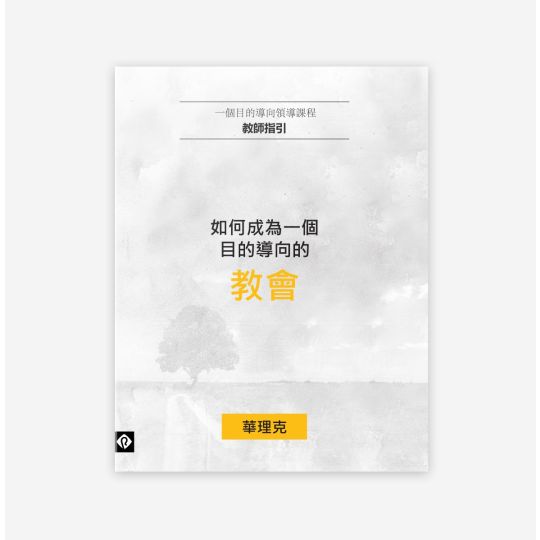 一個目的導向領導課程
教師指引
如何成為一個
目的導向的
教會
華理克